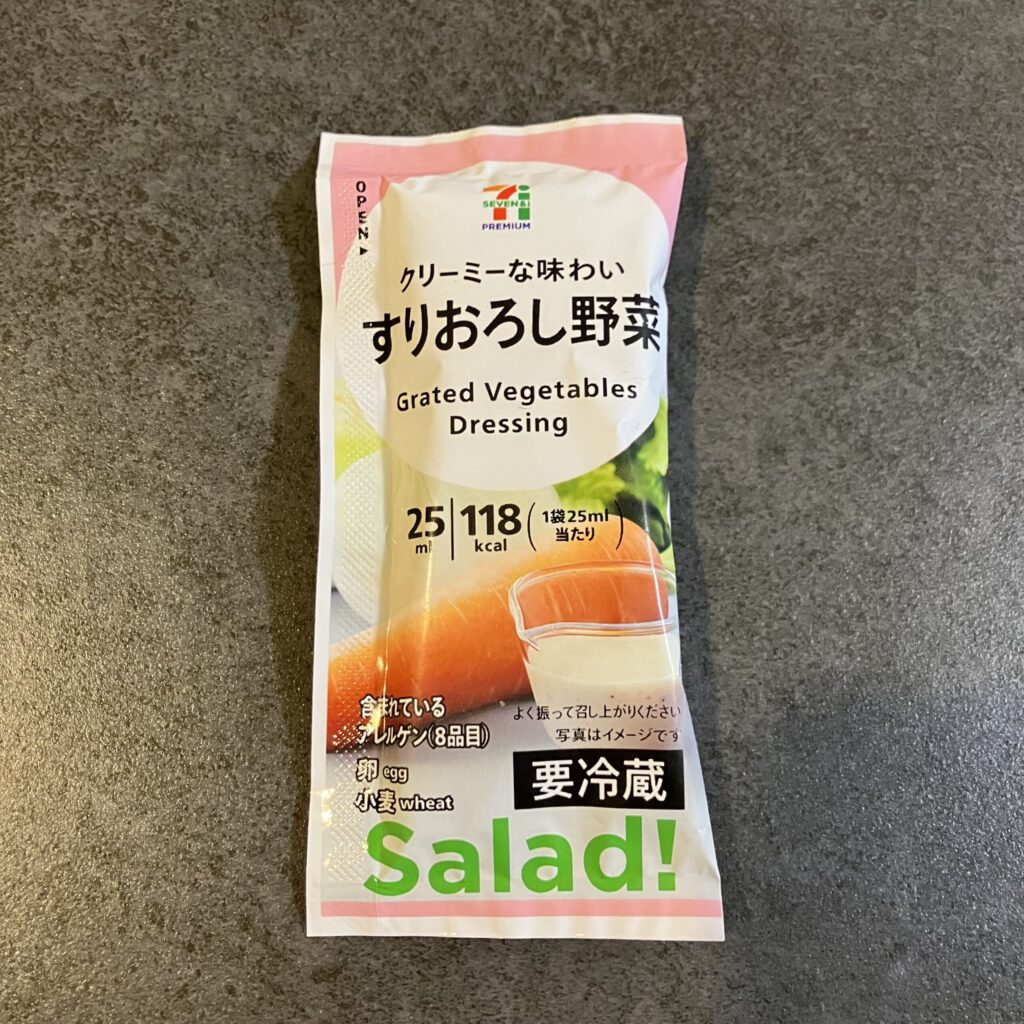 OPEN
7i
SEVEN&i
PREMIUM
クリーミーな味わい
すりおろし野菜
Grated Vegetables
Dressing
25ml 118kcal (1袋25ml当たり)
含まれている
アレルゲン(8品目)
卵 egg
小麦 wheat
よく振って召し上がりください
写真はイメージです
要冷蔵
Salad!